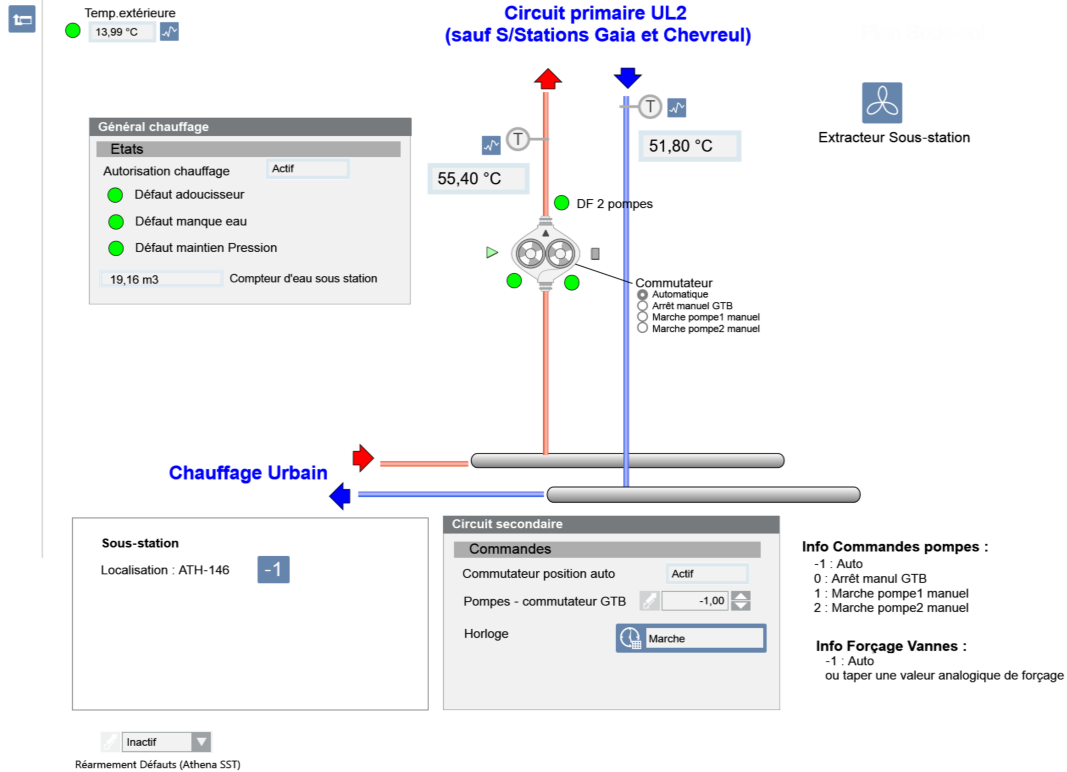 Temp.extérieure
13,99 °C
Circuit primaire UL2
(sauf S/Stations Gaia et Chevreul)
T
51,80 °C
Extracteur Sous-station
Général chauffage
Etats
Autorisation chauffage
Actif
Défaut adoucisseur
Défaut manque eau
Défaut maintien Pression
19,16 m3
Compteur d'eau sous station
T
55,40 °C
DF 2 pompes
Commutateur
Automatique
Arrêt manuel GTB
Marche pompe1 manuel
Marche pompe2 manuel
Chauffage Urbain
Sous-station
Localisation : ATH-146
-1
Circuit secondaire
Commandes
Commutateur position auto
Actif
Pompes - commutateur GTB
-1,00
Horloge
Marche
Info Commandes pompes :
-1 : Auto
0 : Arrêt manul GTB
1 : Marche pompe1 manuel
2 : Marche pompe2 manuel
Info Forçage Vannes :
-1 : Auto
ou taper une valeur analogique de forçage
Inactif
Réarmement Défauts (Athena SST)